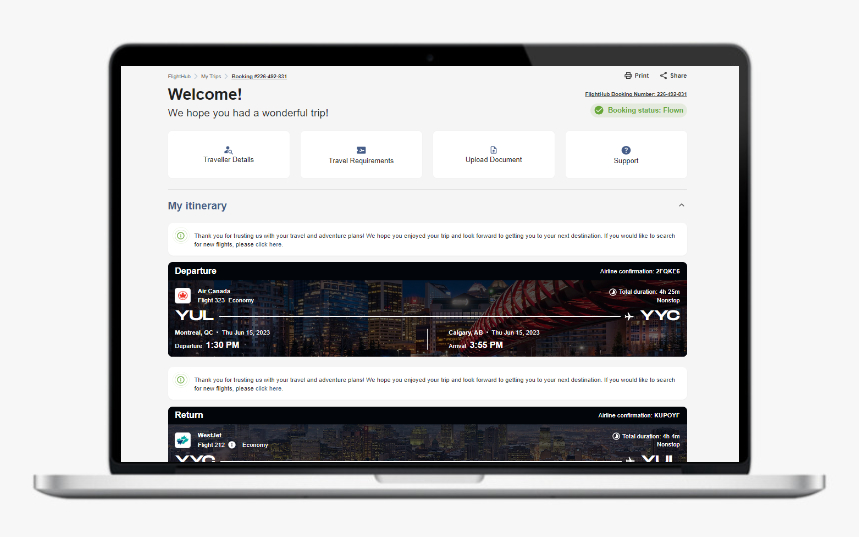 FlightHub > My Trips > Booking #226-492-831
Print Share
Welcome!
FlightHub Booking Number: 226-492-831
We hope you had a wonderful trip!
Booking status: Flown
Traveller Details
Travel Requirements
Upload Document
Support
My itinerary
Thank you for trusting us with your travel and adventure plans! We hope you enjoyed your trip and look forward to getting you to your next destination. If you would like to search
for new flights, please click here.
Departure
Airline confirmation: 2FQKE6
Air Canada
Flight 323 Economy
Total duration: 4h 25m
Nonstop
YUL
YYC
Montreal, QC • Thu Jun 15, 2023
Departure 1:30 PM
Calgary, AB • Thu Jun 15, 2023
Arrival 3:55 PM
Thank you for trusting us with your travel and adventure plans! We hope you enjoyed your trip and look forward to getting you to your next destination. If you would like to search
for new flights, please click here.
Return
Airline confirmation: KUPOYF
WestJet
Flight 212 Economy
Total duration: 4h 4m
Nonstop
YYC
YUL